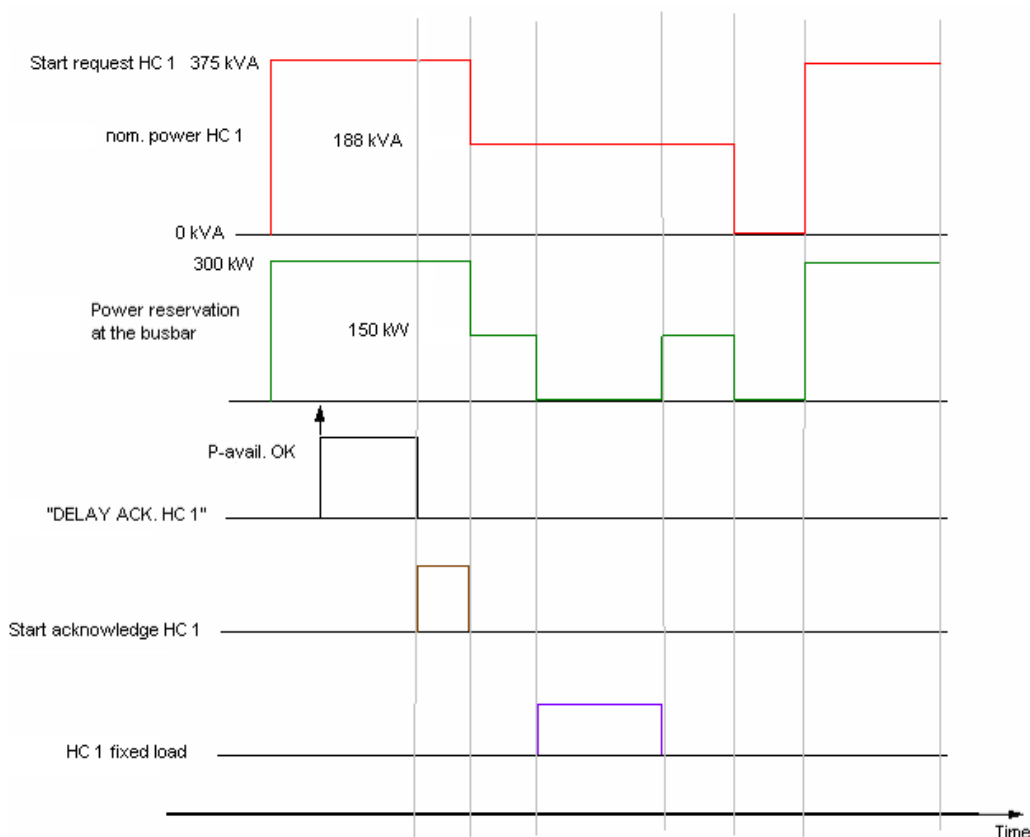 Start request HC 1 375 kVA
nom. power HC 1
188 kVA
0 kVA
300 kW
Power reservation
at the busbar
150 kW
P-avail. OK
"DELAY ACK. HC 1"
Start acknowledge HC 1
HC 1 fixed load
Time